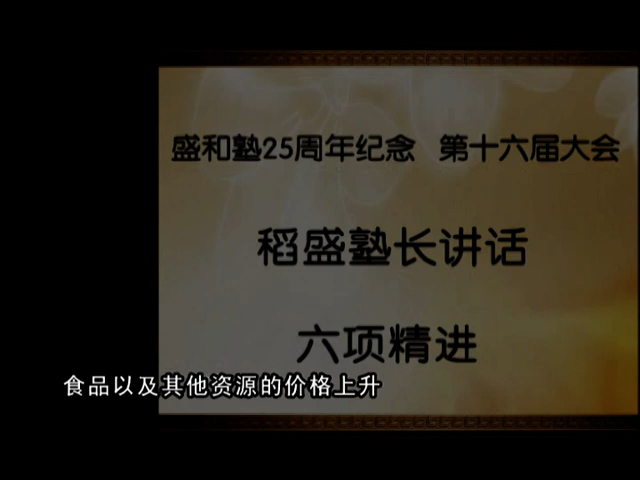 盛和塾25周年纪念 第十六届大会
稻盛塾长讲话
六项精进
食品以及其他资源的价格上升